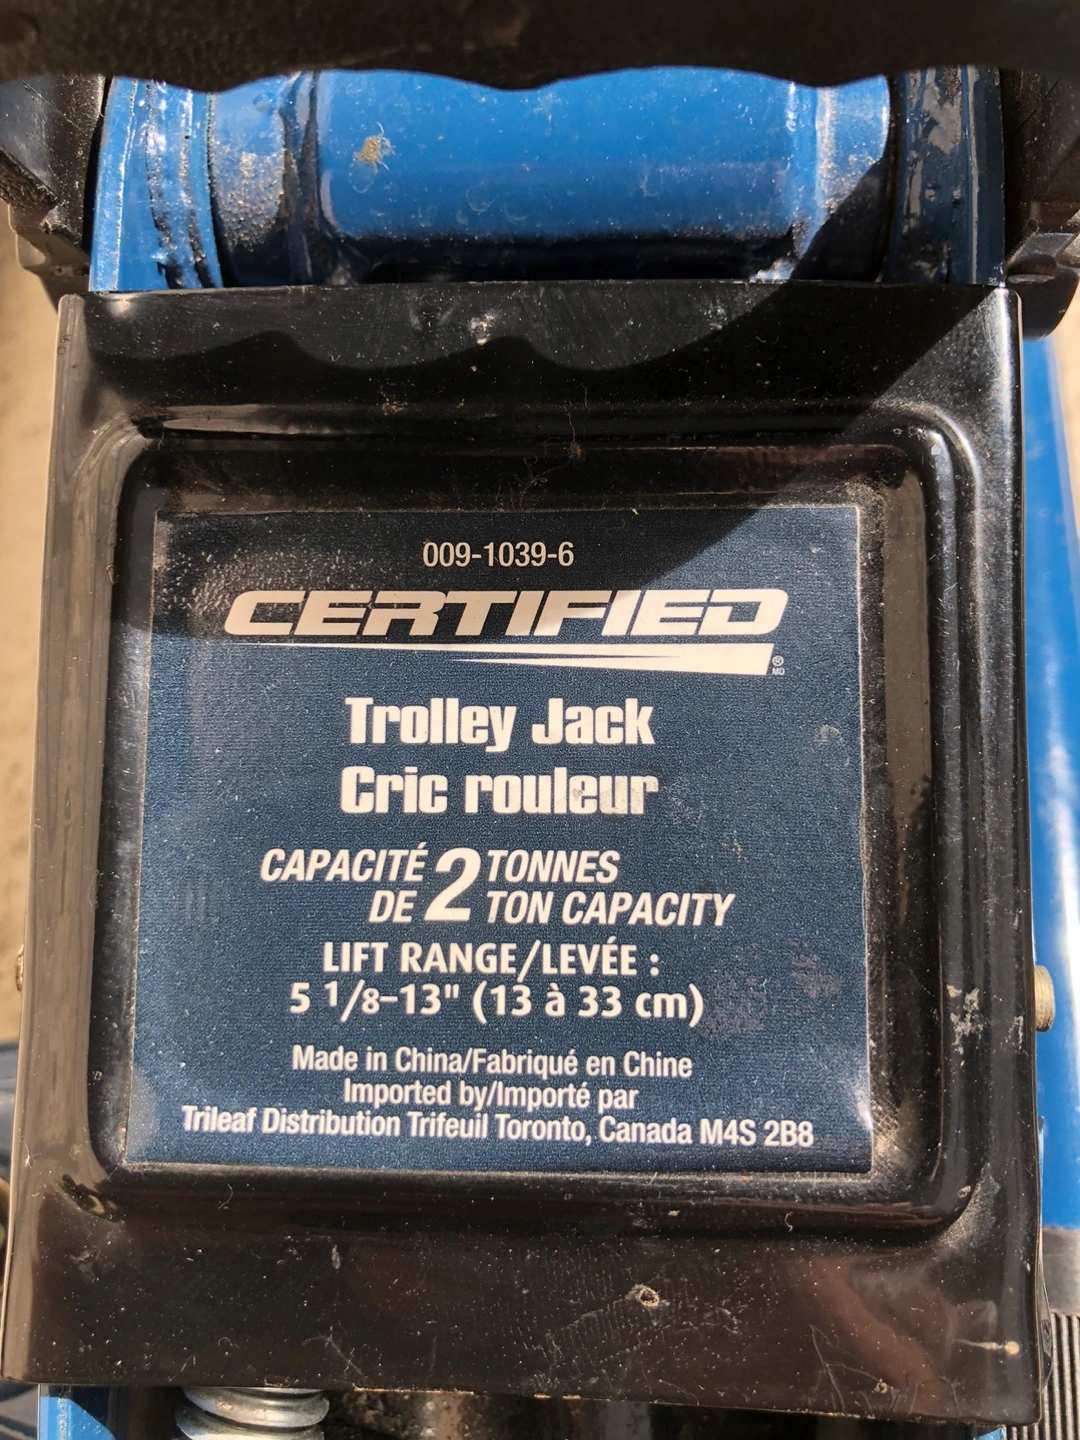 009-1039-6
CERTIFIED
® MD
Trolley Jack
Cric rouleur
CAPACITÉ 2 TONNES
DE 2 TON CAPACITY
LIFT RANGE/LEVÉE :
5 1/8-13" (13 à 33 cm)
Made in China/Fabriqué en Chine
Imported by/Importé par
Trileaf Distribution Trifeuil Toronto, Canada M4S 2B8